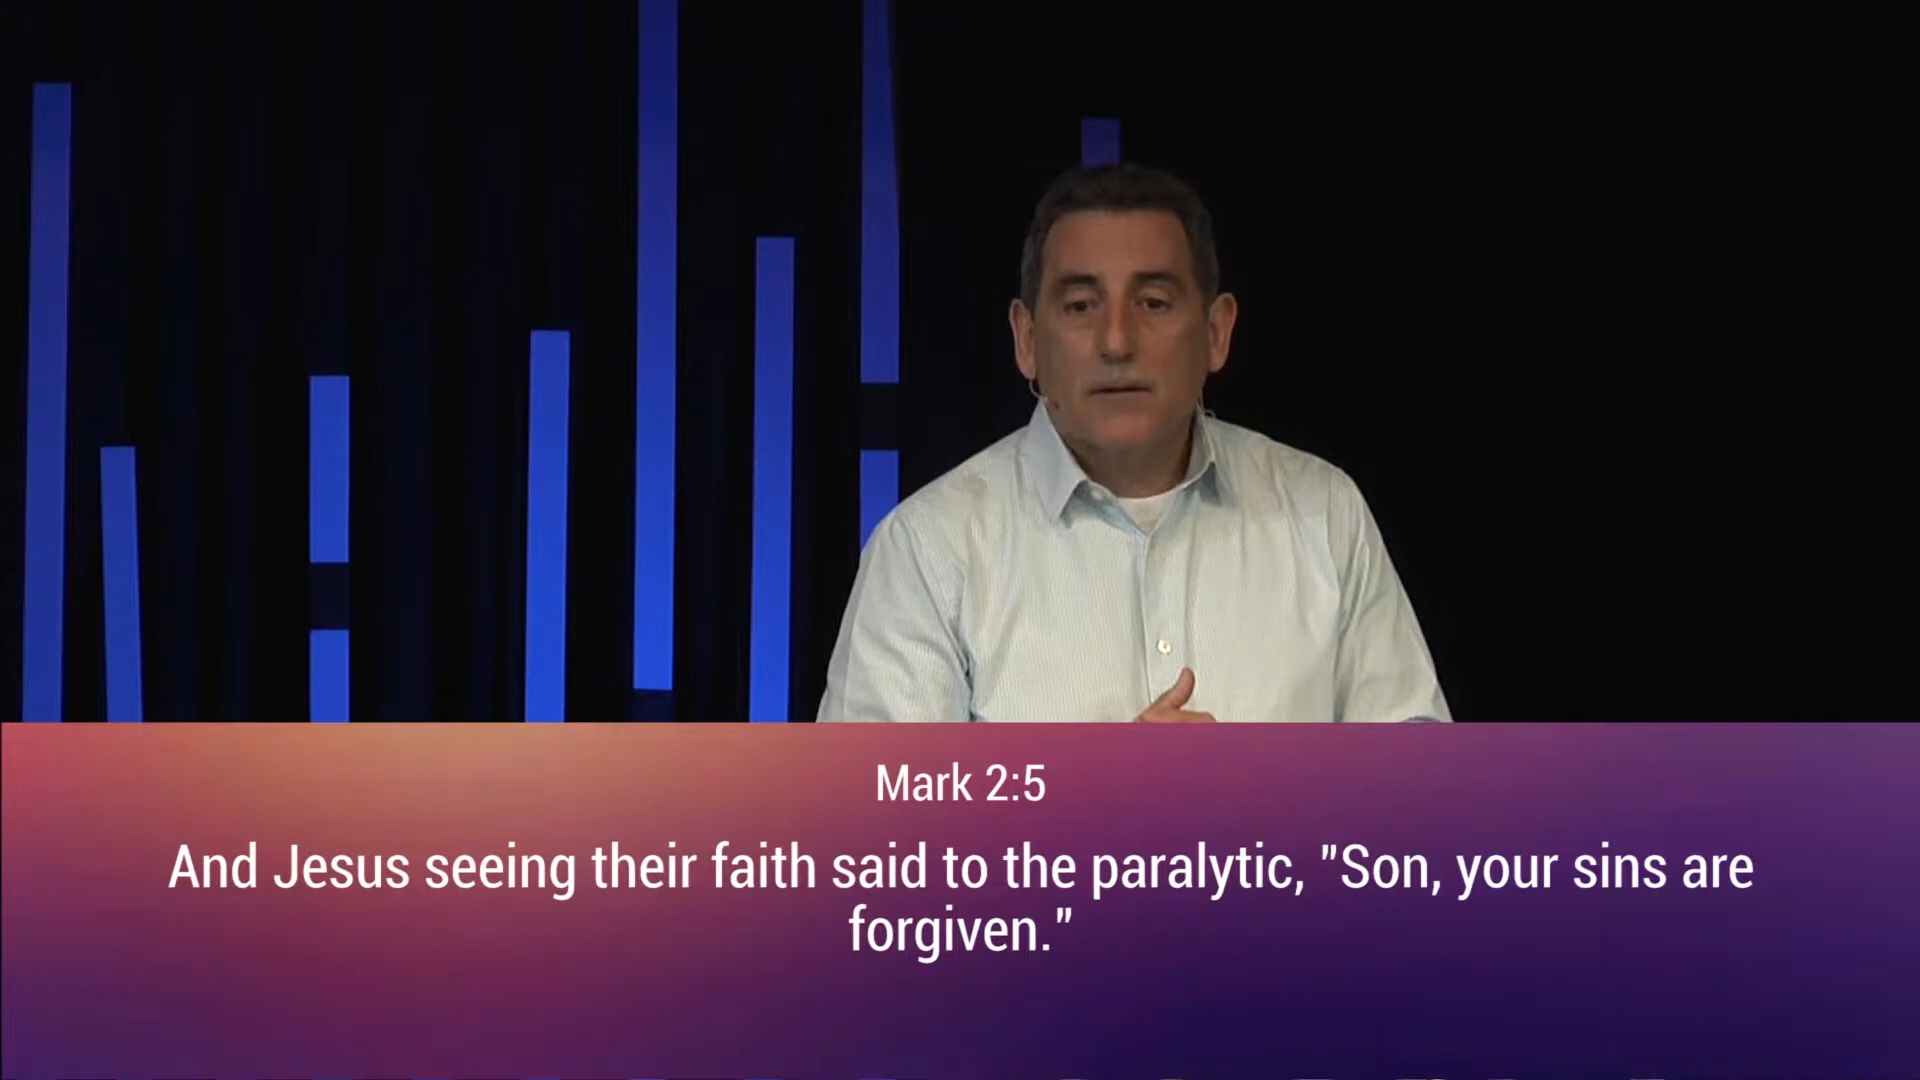 Mark 2:5
And Jesus seeing their faith said to the paralytic, "Son, your sins are
forgiven."